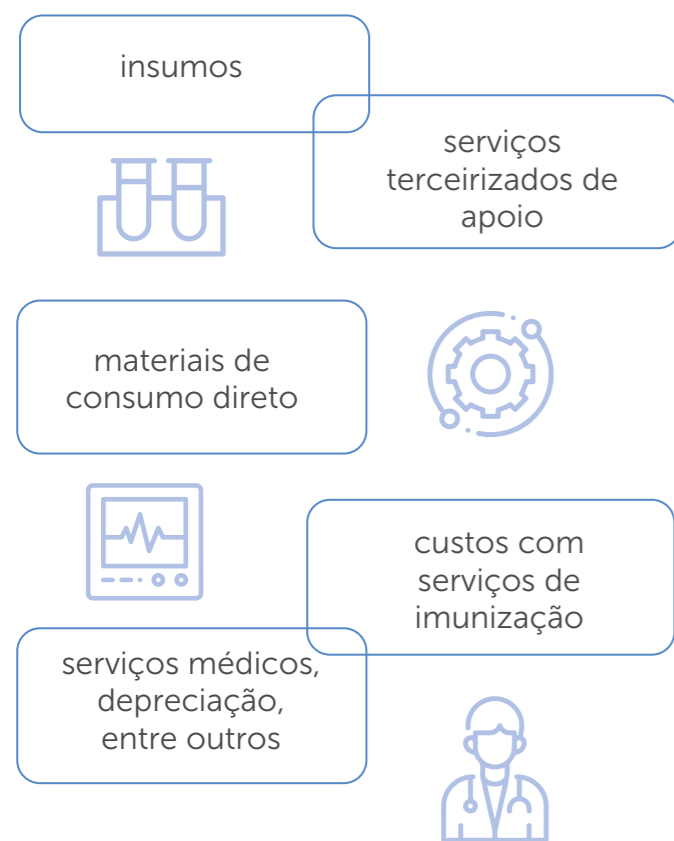 insumos
serviços
terceirizados de
apoio
materiais de
consumo direto
custos com
serviços de
imunização
serviços médicos,
depreciação,
entre outros